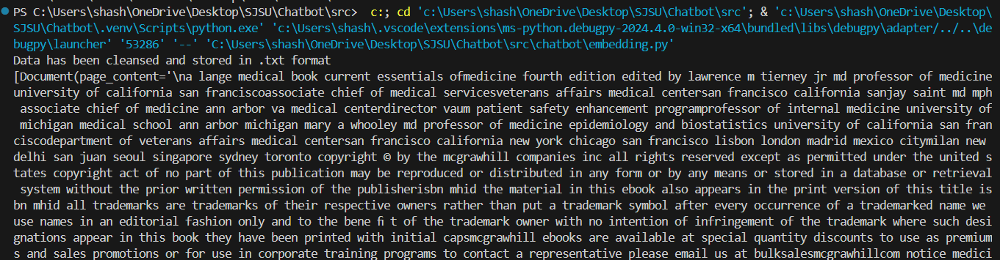 PS C:\Users\shash\OneDrive\Desktop\SJSU\Chatbot\src>  c:; cd 'c:\Users\shash\OneDrive\Desktop\SJSU\Chatbot\src'; & 'c:\Users\shash\OneDrive\Desktop\
SJSU\Chatbot\.venv\Scripts\python.exe' 'c:\Users\shash\.vscode\extensions\ms-python.debugpy-2024.4.0-win32-x64\bundled\libs\debugpy\adapter/../..\de
bugpy\launcher' '53286' '--' 'C:\Users\shash\OneDrive\Desktop\SJSU\Chatbot\src\chatbot\embedding.py'
Data has been cleansed and stored in .txt format
[Document(page_content='\na lange medical book current essentials ofmedicine fourth edition edited by lawrence m tierney jr md professor of medicine
university of california san franciscoassociate chief of medical servicesveterans affairs medical centersan francisco california sanjay saint md mph
associate chief of medicine ann arbor va medical centerdirector vaum patient safety enhancement programprofessor of internal medicine university of
michigan medical school ann arbor michigan mary a whooley md professor of medicine epidemiology and biostatistics university of california san fran
ciscodepartment of veterans affairs medical centersan francisco california new york chicago san francisco lisbon london madrid mexico citymilan new
delhi san juan seoul singapore sydney toronto copyright © by the mcgrawhill companies inc all rights reserved except as permitted under the united s
tates copyright act of no part of this publication may be reproduced or distributed in any form or by any means or stored in a database or retrieval
system without the prior written permission of the publisherisbn mhid the material in this ebook also appears in the print version of this title is
bn mhid all trademarks are trademarks of their respective owners rather than put a trademark symbol after every occurrence of a trademarked name we
use names in an editorial fashion only and to the bene fi t of the trademark owner with no intention of infringement of the trademark where such desi
gnations appear in this book they have been printed with initial capsmcgrawhill ebooks are available at special quantity discounts to use as premium
s and sales promotions or for use in corporate training programs to contact a representative please email us at bulksalesmcgrawhillcom notice medici